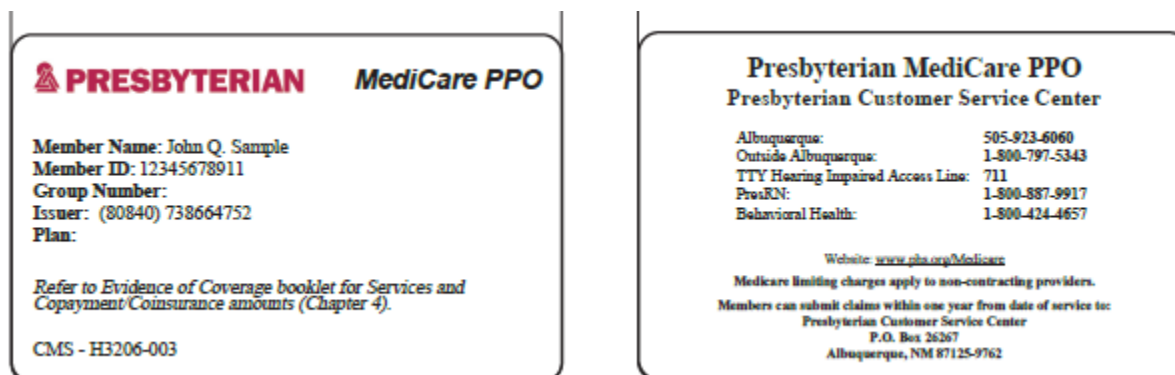 PRESBYTERIAN MediCare PPO
Member Name: John Q. Sample
Member ID: 12345678911
Group Number:
Issuer: (80840) 738664752
Plan:
Refer to Evidence of Coverage booklet for Services and
Copayment/Coinsurance amounts (Chapter 4).
CMS - H3206-003
Presbyterian MediCare PPO
Presbyterian Customer Service Center
Albuquerque: 505-923-6060
Outside Albuquerque: 1-800-797-5343
TTY Hearing Impaired Access Line: 711
PresRN: 1-800-887-9917
Behavioral Health: 1-800-424-4657
Website: www.phs.org/Medicare
Medicare limiting charges apply to non-contracting providers.
Members can submit claims within one year from date of service to:
Presbyterian Customer Service Center
P.O. Box 26267
Albuquerque, NM 87125-9762